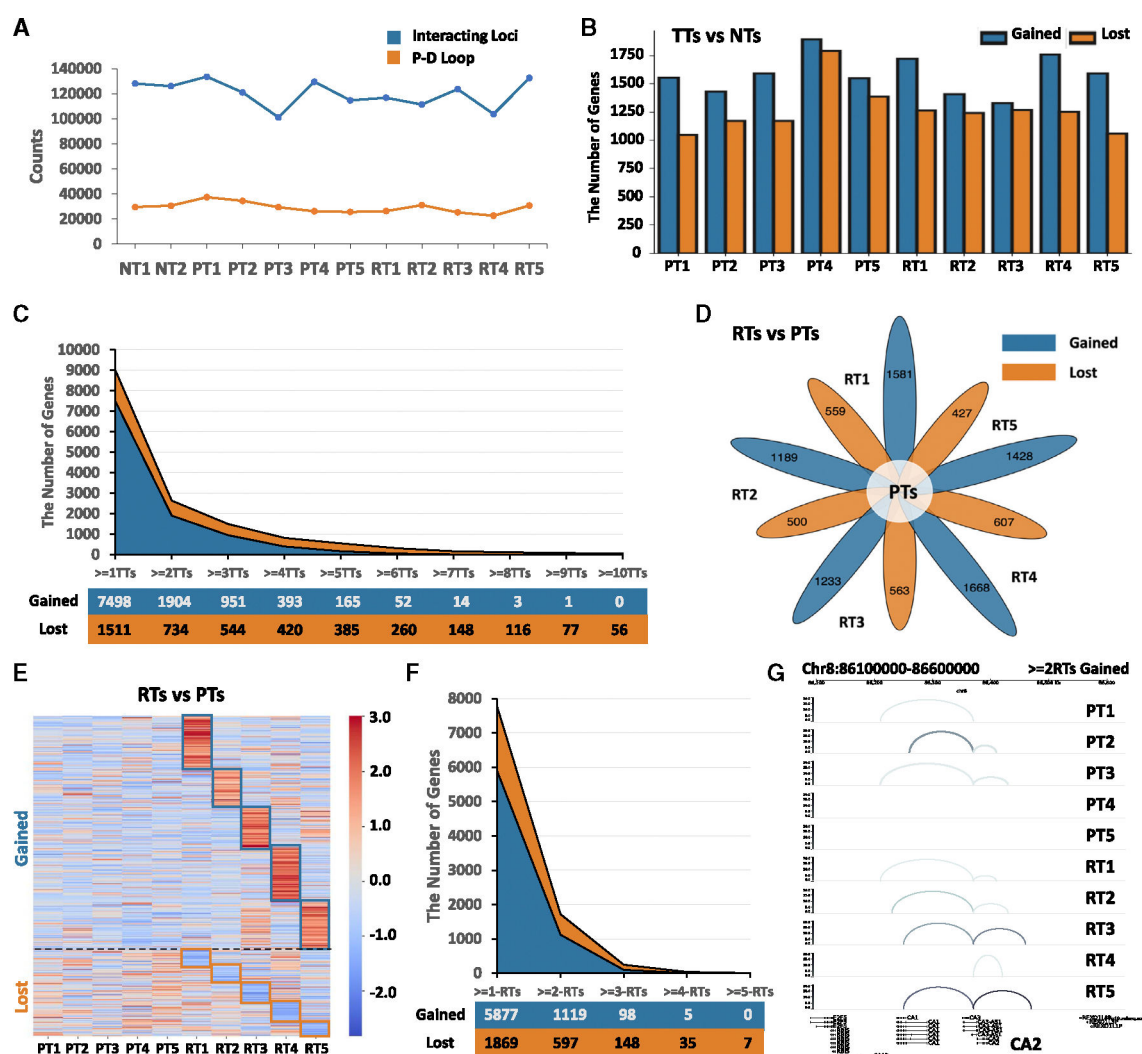 A
Interacting Loci
P-D Loop
Counts
140000
120000
100000
80000
60000
40000
20000
0
NT1 NT2 PT1 PT2 PT3 PT4 PT5 RT1 RT2 RT3 RT4 RT5
B
TTs vs NTs
Gained Lost
The Number of Genes
1750
1500
1250
1000
750
500
250
0
PT1 PT2 PT3 PT4 PT5 RT1 RT2 RT3 RT4 RT5
C
The Number of Genes
10000
9000
8000
7000
6000
5000
4000
3000
2000
1000
0
>=1TTs >=2TTs >=3TTs >=4TTs >=5TTs >=6TTs >=7TTs >=8TTs >=9TTs >=10TTs
Gained 7498 1904 951 393 165 52 14 3 1 0
Lost 1511 734 544 420 385 260 148 116 77 56
D
RTs vs PTs
Gained
Lost
1581
RT1
559
427
RT5
1189
1428
PTs
RT2
500
607
1233
563
1668
RT4
RT3
E
RTs vs PTs
Gained
Lost
3.0
2.0
1.0
0.0
-1.0
-2.0
PT1 PT2 PT3 PT4 PT5 RT1 RT2 RT3 RT4 RT5
F
The Number of Genes
8000
7000
6000
5000
4000
3000
2000
1000
0
>=1-RTs >=2-RTs >=3-RTs >=4-RTs >=5-RTs
Gained 5877 1119 98 5 0
Lost 1869 597 148 35 7
G
Chr8:86100000-86600000 >=2RTs Gained
chr8
PT1
PT2
PT3
PT4
PT5
RT1
RT2
RT3
RT4
RT5
CA1
CA2